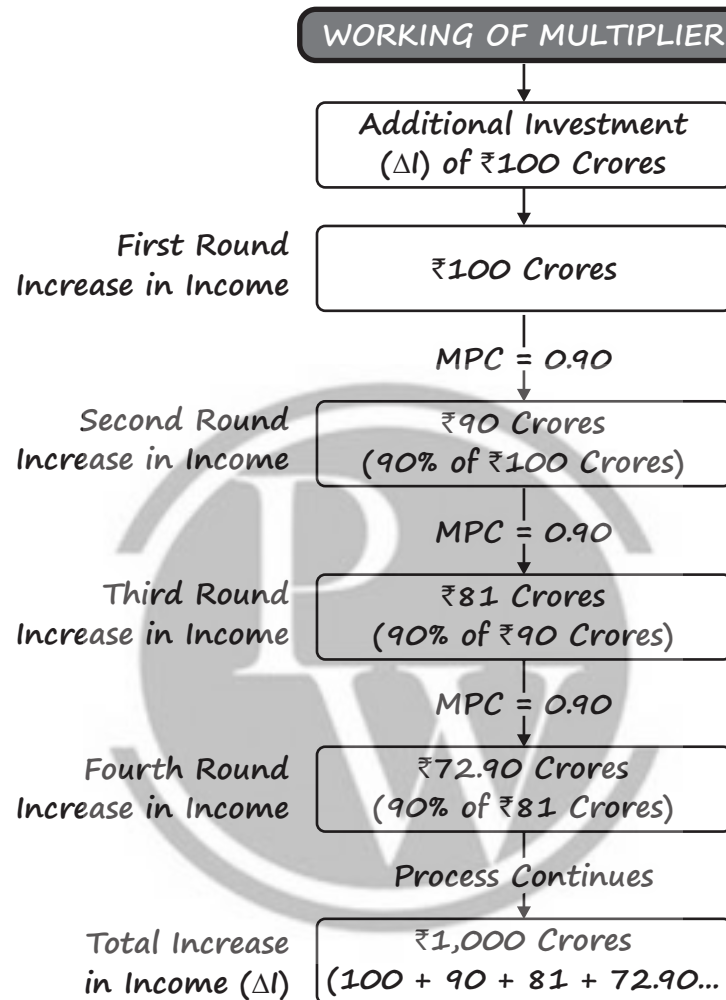 WORKING OF MULTIPLIER
Additional Investment
(ΔI) of ₹100 Crores
First Round
Increase in Income
₹100 Crores
MPC = 0.90
Second Round
Increase in Income
₹90 Crores
(90% of ₹100 Crores)
MPC = 0.90
Third Round
Increase in Income
₹81 Crores
(90% of ₹90 Crores)
MPC = 0.90
Fourth Round
Increase in Income
₹72.90 Crores
(90% of ₹81 Crores)
Process Continues
Total Increase
in Income (ΔI)
₹1,000 Crores
(100 + 90 + 81 + 72.90...
PW